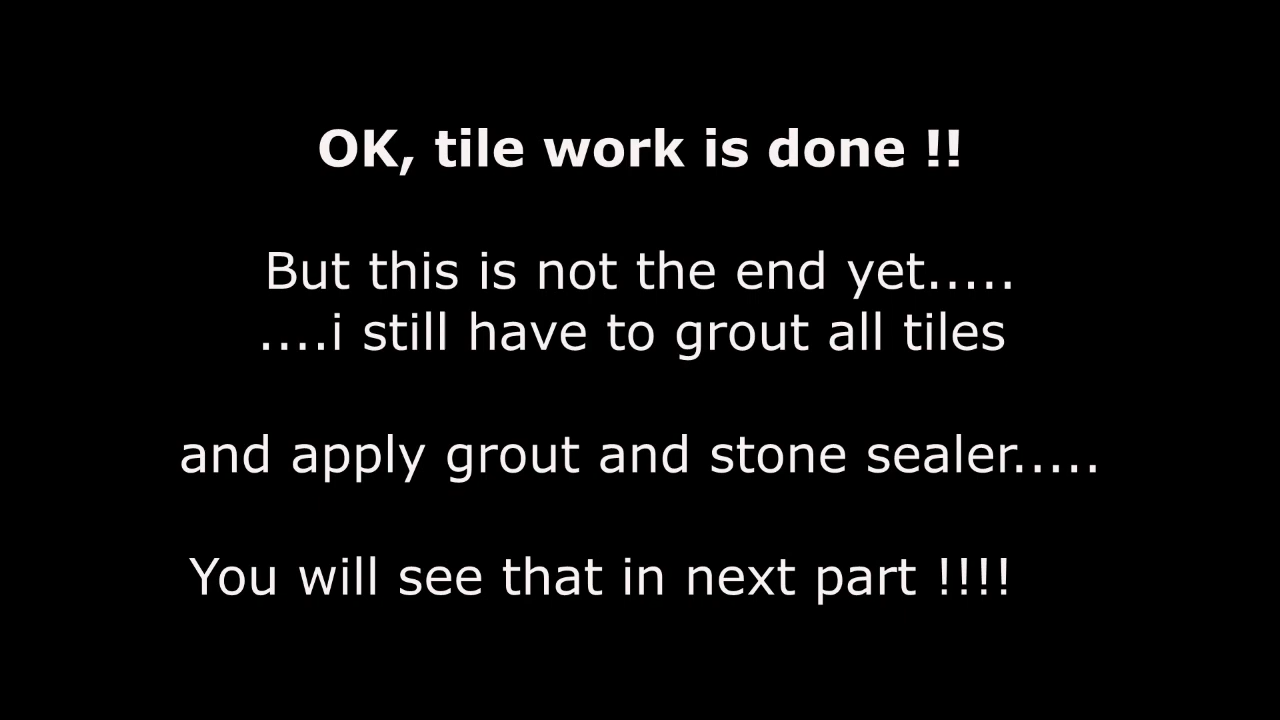 OK, tile work is done !!
But this is not the end yet.....
....i still have to grout all tiles
and apply grout and stone sealer.....
You will see that in next part !!!!